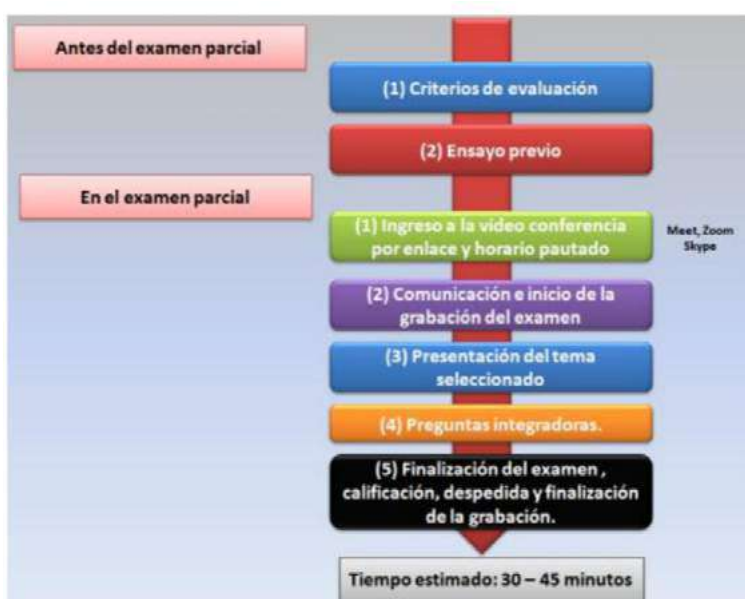 Antes del examen parcial
(1) Criterios de evaluación
(2) Ensayo previo
En el examen parcial
(1) Ingreso a la vídeo conferencia
por enlace y horario pautado
Meet, Zoom
Skype
(2) Comunicación e inicio de la
grabación del examen
(3) Presentación del tema
seleccionado
(4) Preguntas integradoras.
(5) Finalización del examen ,
calificación, despedida y finalización
de la grabación.
Tiempo estimado: 30 – 45 minutos